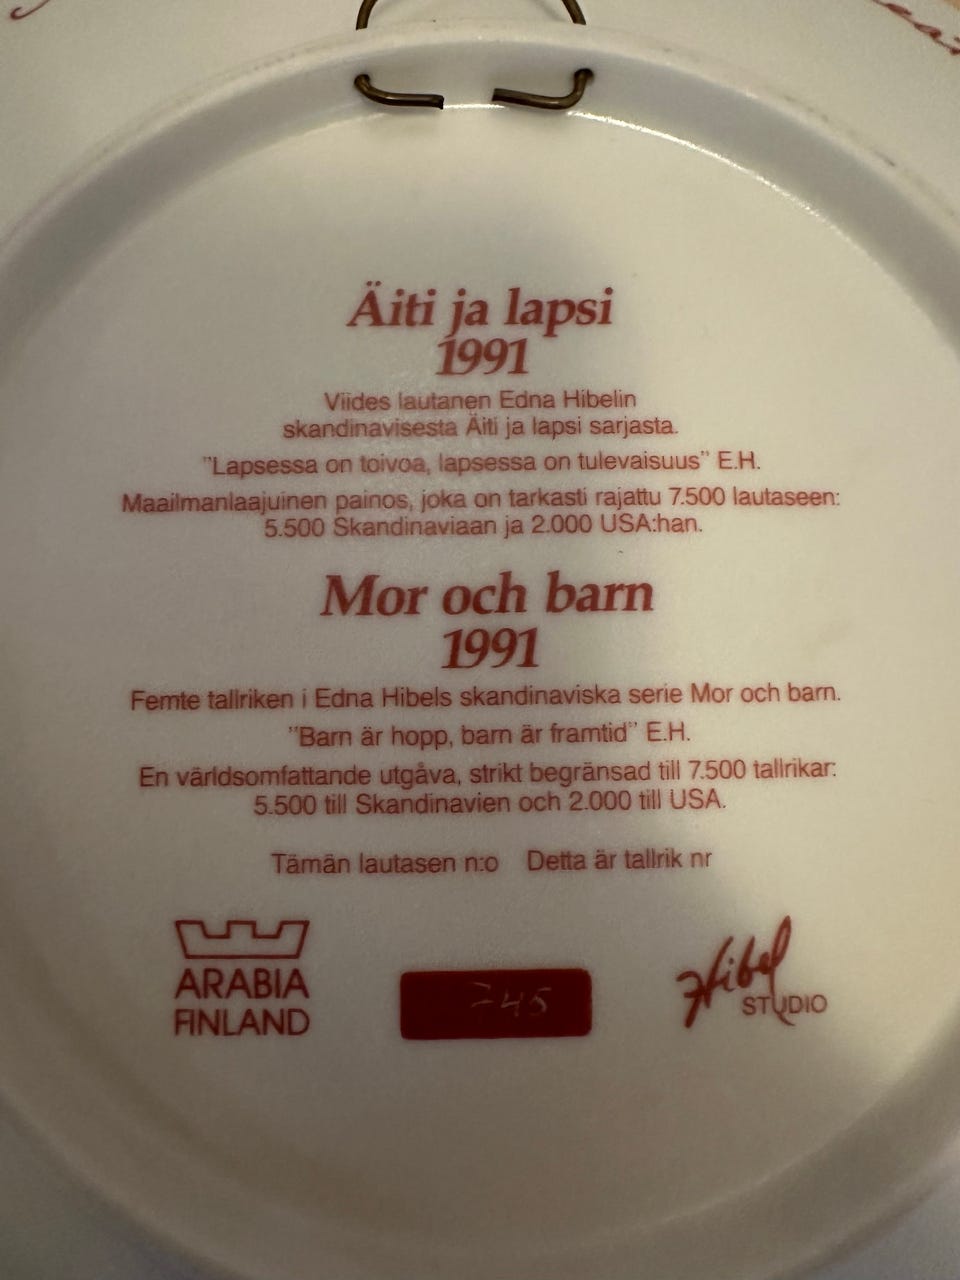 Äiti ja lapsi
1991
Viides lautanen Edna Hibelin
skandinavisesta Äiti ja lapsi sarjasta.
"Lapsessa on toivoa, lapsessa on tulevaisuus" E.H.
Maailmanlaajuinen painos, joka on tarkasti rajattu 7.500 lautaseen:
5.500 Skandinaviaan ja 2.000 USA:han.
Mor och barn
1991
Femte tallriken i Edna Hibels skandinaviska serie Mor och barn.
"Barn är hopp, barn är framtid" E.H.
En världsomfattande utgåva, strikt begränsad till 7.500 tallrikar:
5.500 till Skandinavien och 2.000 till USA.
Tämän lautasen n:o Detta är tallrik nr
ARABIA
FINLAND
745
Hibel
STUDIO